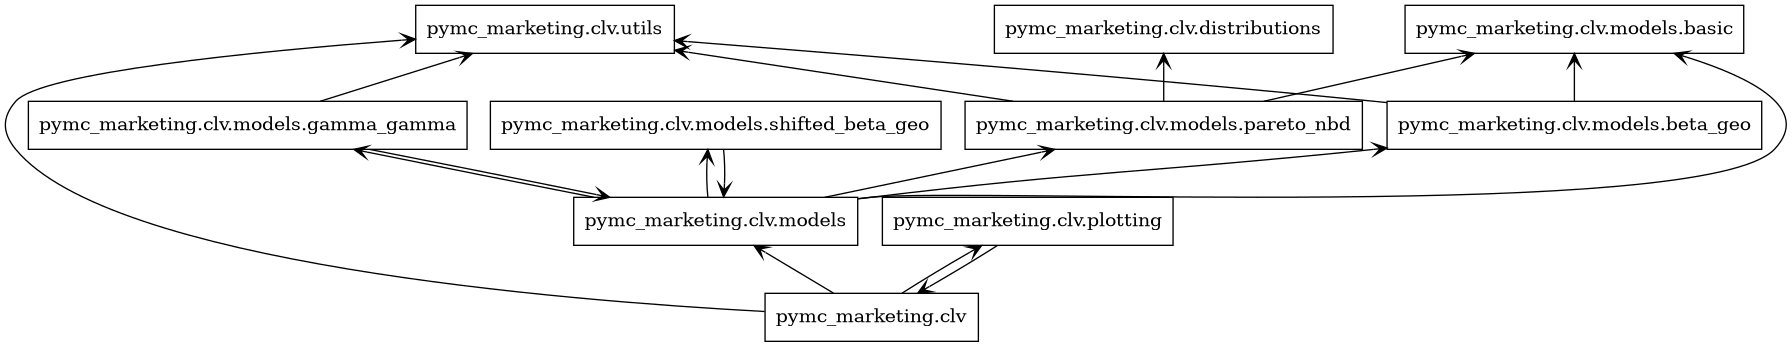 pymc_marketing.clv.utils
pymc_marketing.clv.distributions
pymc_marketing.clv.models.basic
pymc_marketing.clv.models.gamma_gamma
pymc_marketing.clv.models.shifted_beta_geo
pymc_marketing.clv.models.pareto_nbd
pymc_marketing.clv.models.beta_geo
pymc_marketing.clv.models
pymc_marketing.clv.plotting
pymc_marketing.clv